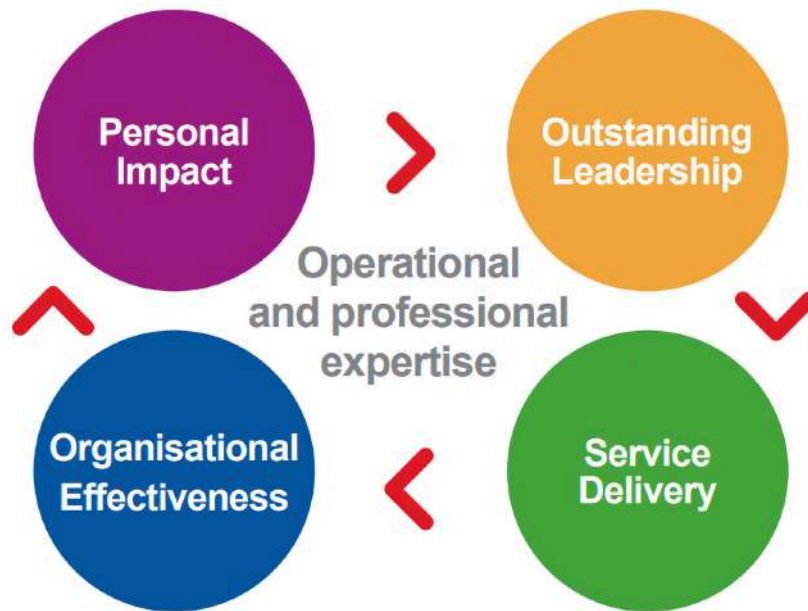 Personal
Impact
Outstanding
Leadership
Operational
and professional
expertise
Organisational
Effectiveness
Service
Delivery